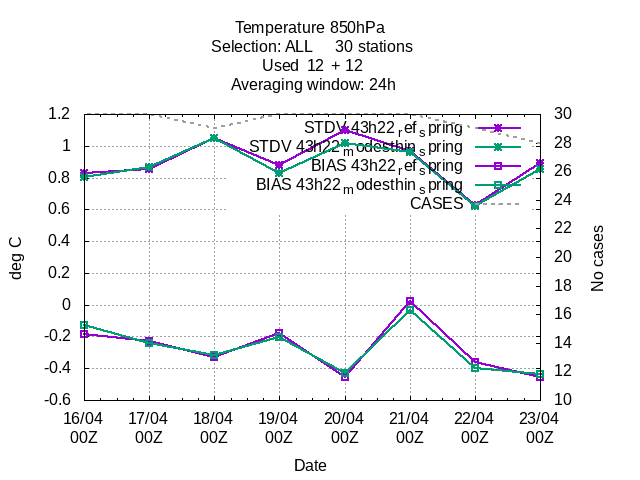 Temperature 850hPa
Selection: ALL 30 stations
Used 12 + 12
Averaging window: 24h
1.2
1
0.8
0.6
0.4
0.2
0
-0.2
-0.4
-0.6
deg C
30
28
26
24
22
20
18
16
14
12
10
No cases
STDV 43h22_ref_spring
STDV 43h22_modesthin_spring
BIAS 43h22_ref_spring
BIAS 43h22_modesthin_spring
CASES
16/04 17/04 18/04 19/04 20/04 21/04 22/04 23/04
00Z 00Z 00Z 00Z 00Z 00Z 00Z 00Z
Date